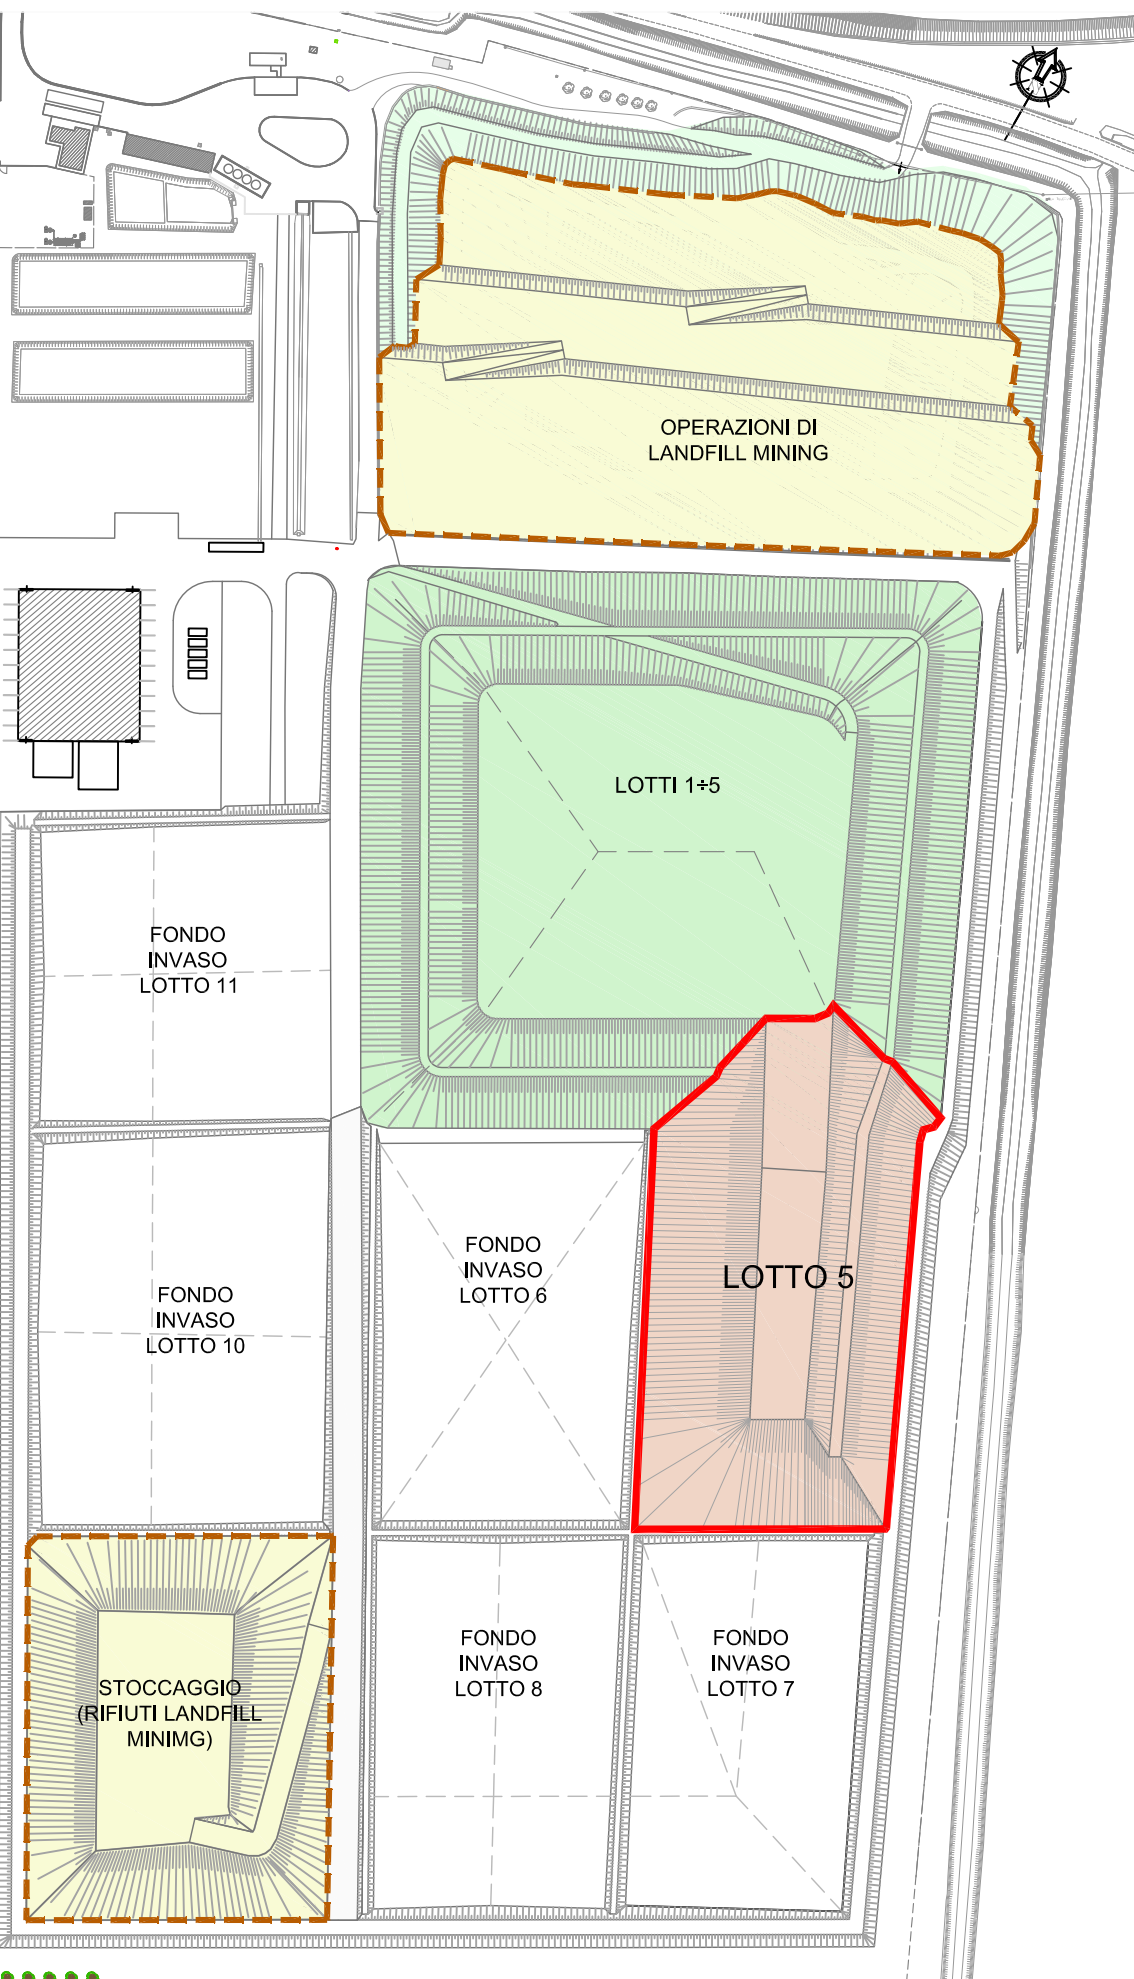 OPERAZIONI DI
LANDFILL MINING
LOTTI 1÷5
FONDO
INVASO
LOTTO 11
FONDO
INVASO
LOTTO 6
LOTTO 5
FONDO
INVASO
LOTTO 10
FONDO
INVASO
LOTTO 8
FONDO
INVASO
LOTTO 7
STOCCAGGIO
(RIFIUTI LANDFILL
MINIMG)